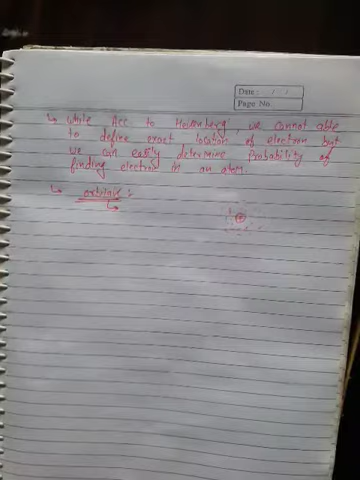 Date : / /
Page No.
↳ While Acc to Heisenberg, we cannot able
to define exact location of electron but
we can easily determine Probability of
finding electron in an atom.
↳ orbitals :
↳